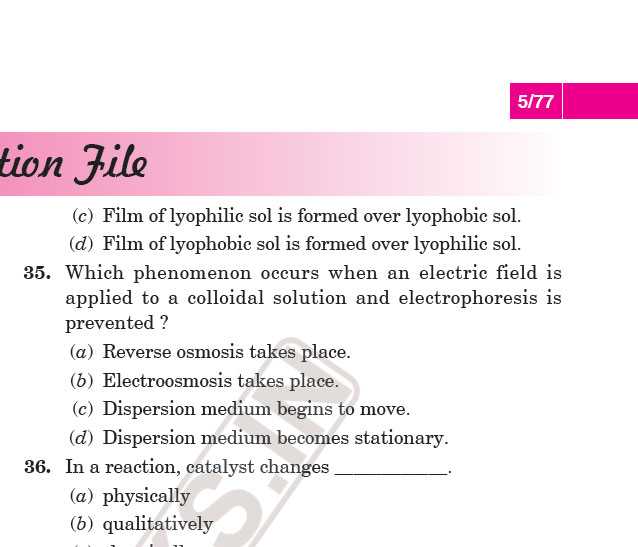 5/77
tion File
(c) Film of lyophilic sol is formed over lyophobic sol.
(d) Film of lyophobic sol is formed over lyophilic sol.
35. Which phenomenon occurs when an electric field is
applied to a colloidal solution and electrophoresis is
prevented ?
(a) Reverse osmosis takes place.
(b) Electroosmosis takes place.
(c) Dispersion medium begins to move.
(d) Dispersion medium becomes stationary.
36. In a reaction, catalyst changes ____________.
(a) physically
(b) qualitatively